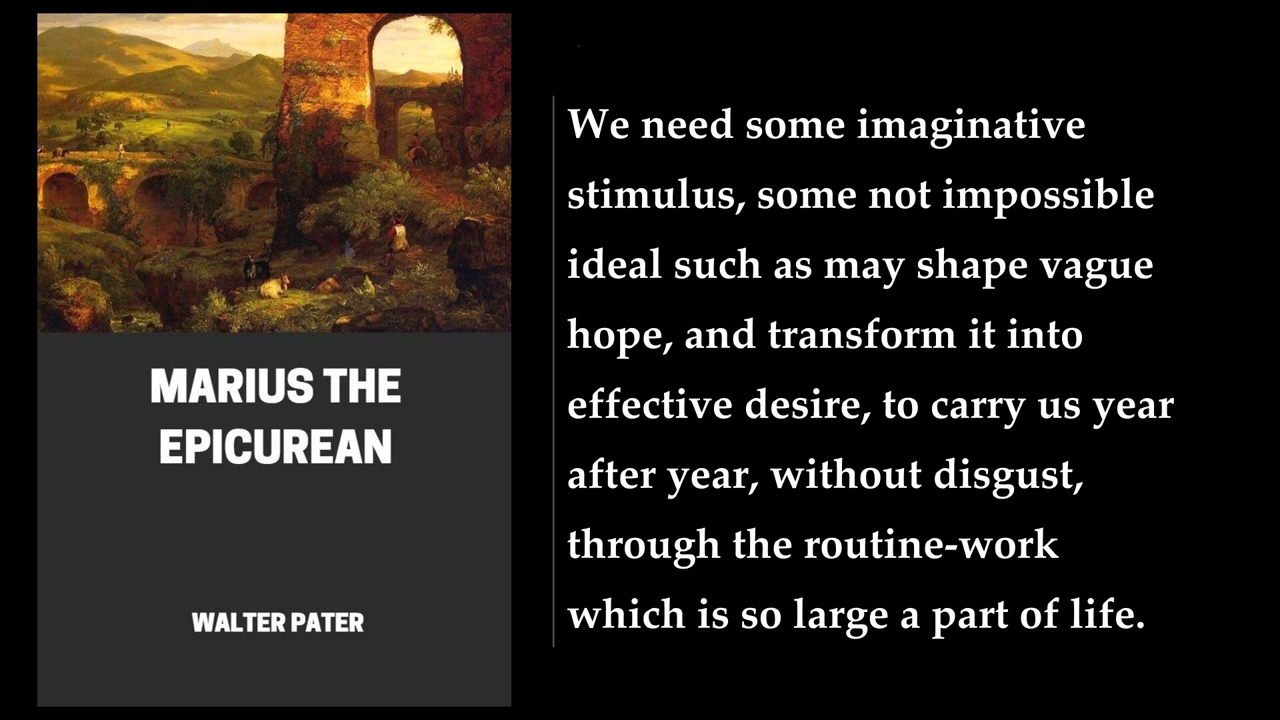 MARIUS THE
EPICUREAN
WALTER PATER
We need some imaginative
stimulus, some not impossible
ideal such as may shape vague
hope, and transform it into
effective desire, to carry us year
after year, without disgust,
through the routine-work
which is so large a part of life.